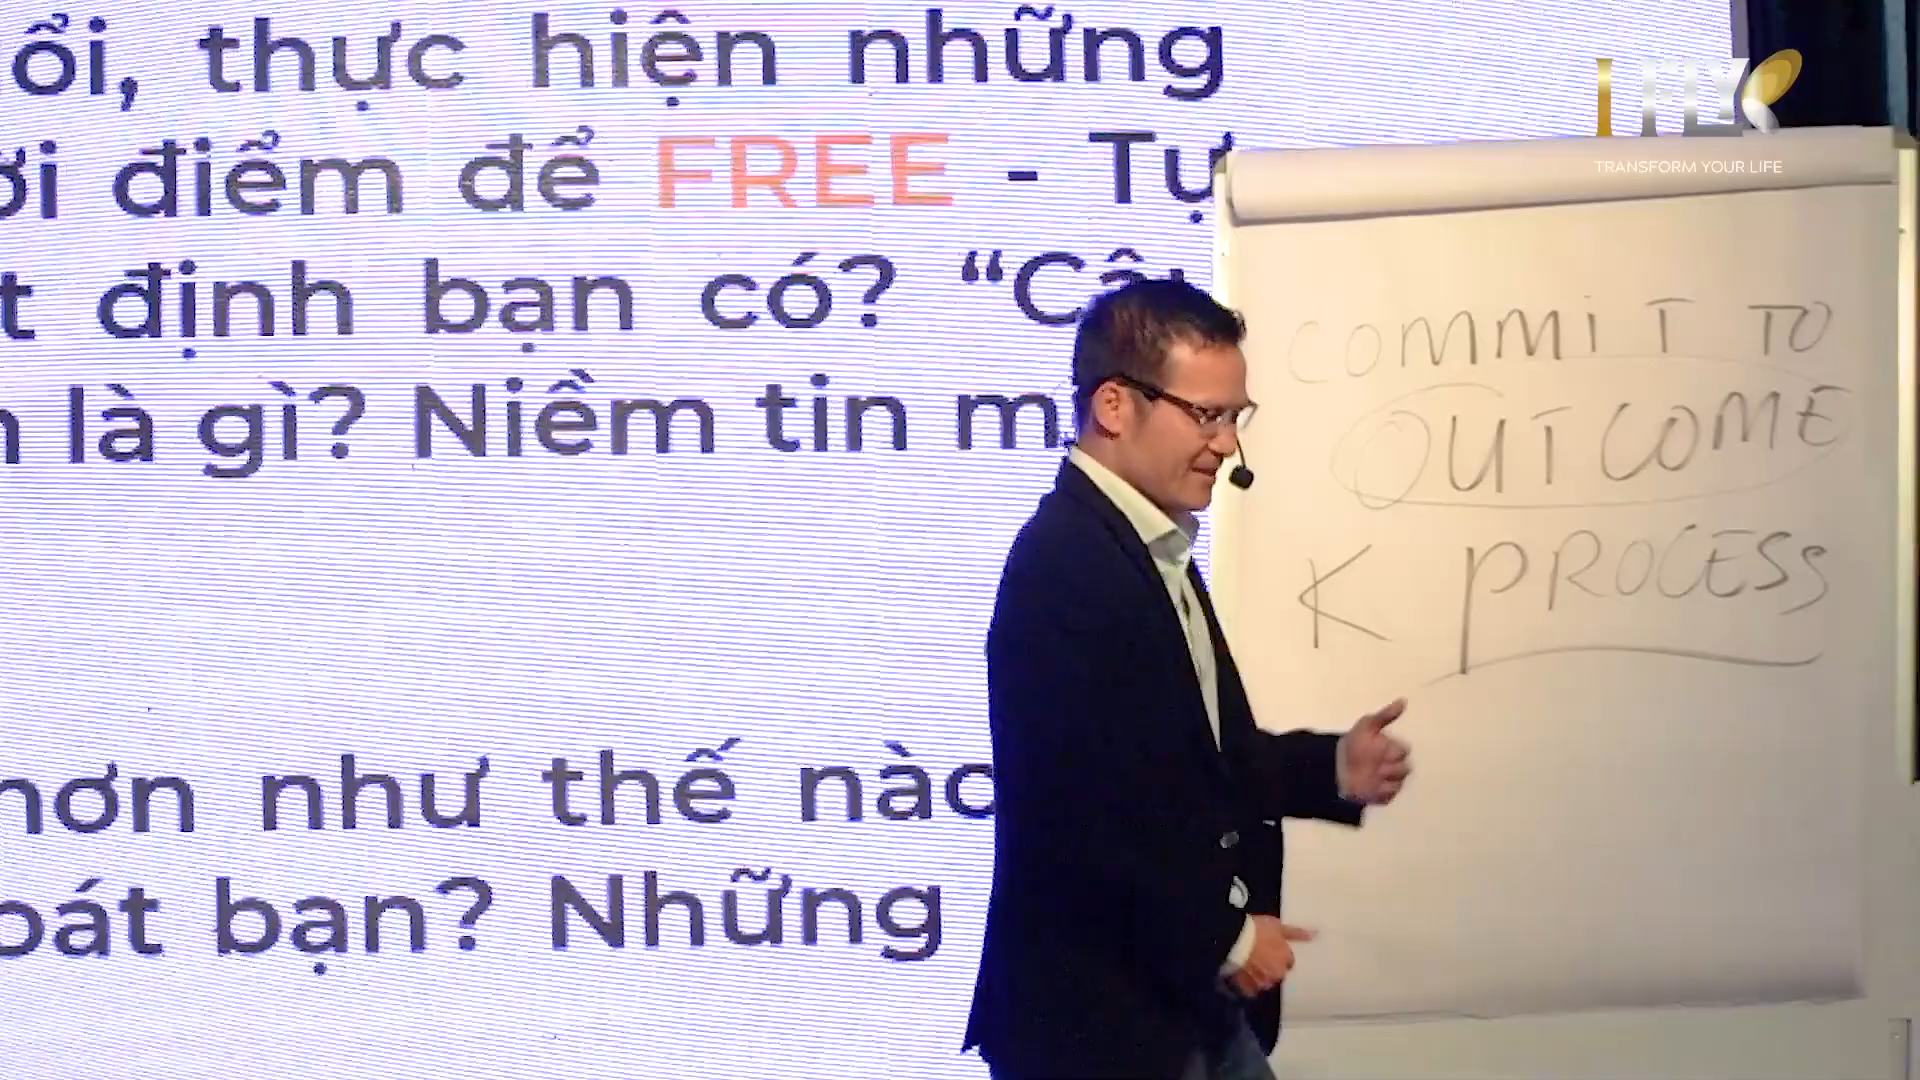 ổi, thực hiện những
ời điểm để FREE - Tự
t định bạn có? “Câu
là gì? Niềm tin
hơn như thế nào
oát bạn? Những
I FLY
TRANSFORM YOUR LIFE
COMMIT TO
OUTCOME
K PROCESS